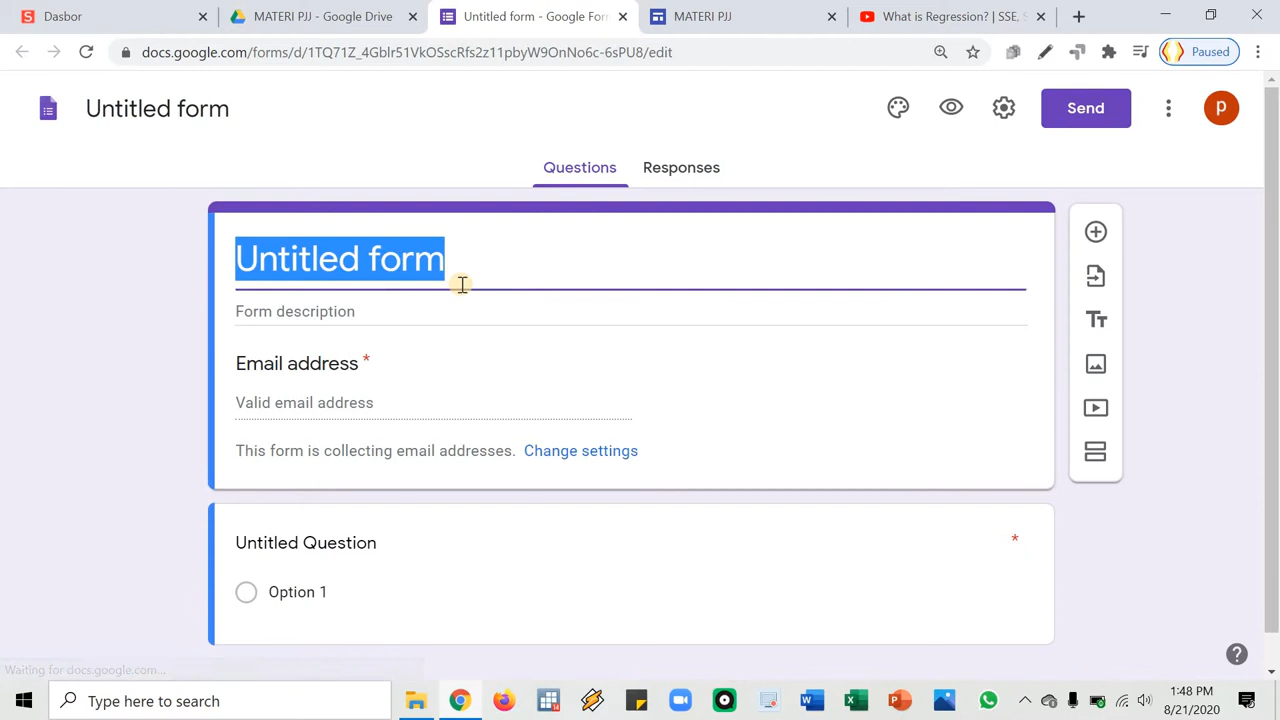 Dasbor
MATERI PJJ - Google Drive
Untitled form - Google For
MATERI PJJ
What is Regression? | SSE, S
docs.google.com/forms/d/1TQ71Z_4Gblr51VkOSscRfs2z11pbyW9OnNo6c-6sPU8/edit
Paused
Untitled form
Send
p
Questions
Responses
Untitled form
Form description
Email address *
Valid email address
This form is collecting email addresses. Change settings
Untitled Question *
Option 1
Waiting for docs.google.com...
Type here to search
1:48 PM
8/21/2020